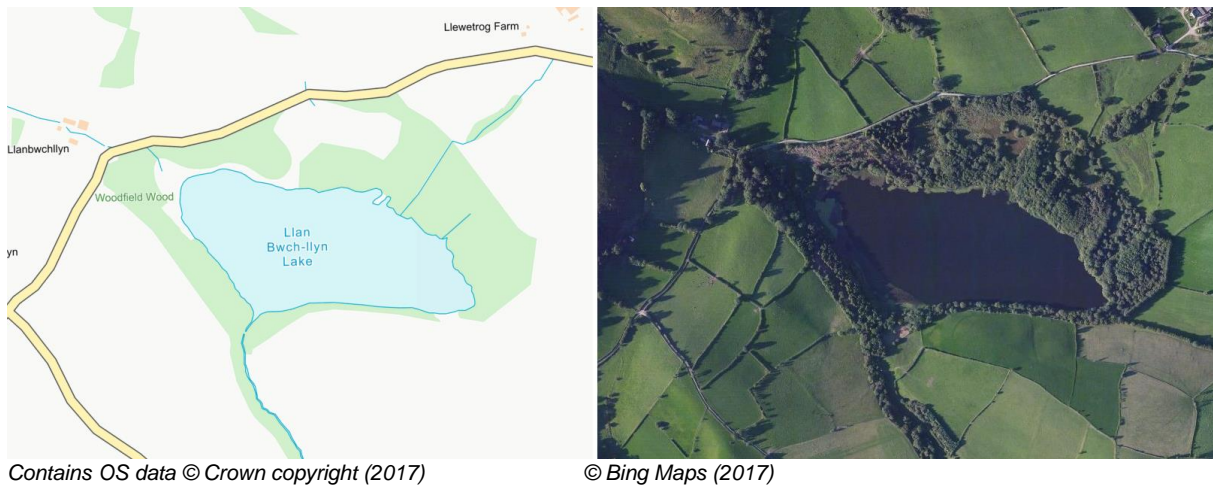 Llewetrog Farm
Llanbwchllyn
Woodfield Wood
Llan
Bwch-llyn
Lake
yn
Contains OS data © Crown copyright (2017)
© Bing Maps (2017)